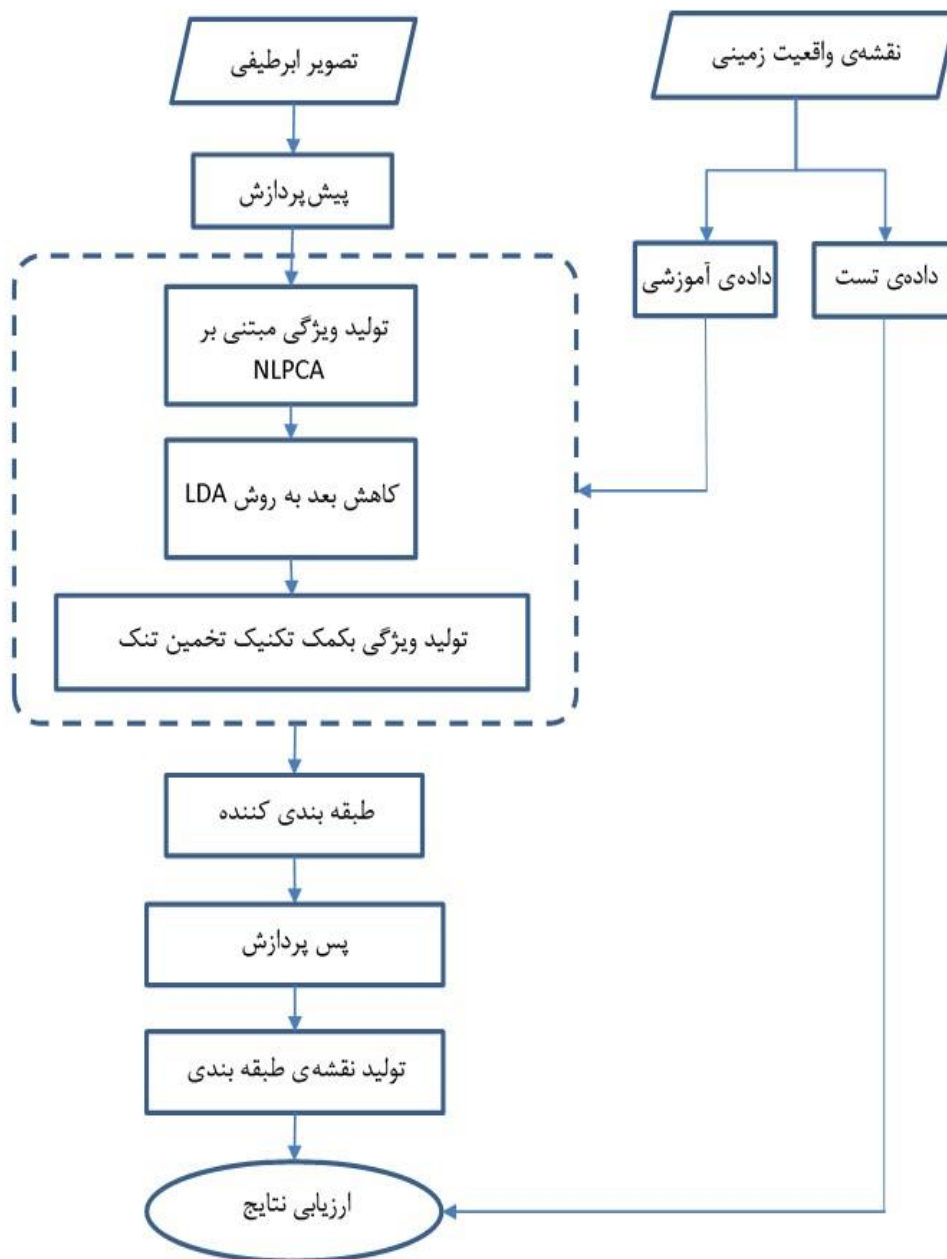 تصویر ابرطیفی
نقشه‌ی واقعیت زمینی
پیش‌پردازش
داده‌ی آموزشی
داده‌ی تست
تولید ویژگی مبتنی بر
NLPCA
کاهش بعد به روش LDA
تولید ویژگی بکمک تکنیک تخمین تنک
طبقه بندی کننده
پس پردازش
تولید نقشه‌ی طبقه بندی
ارزیابی نتایج